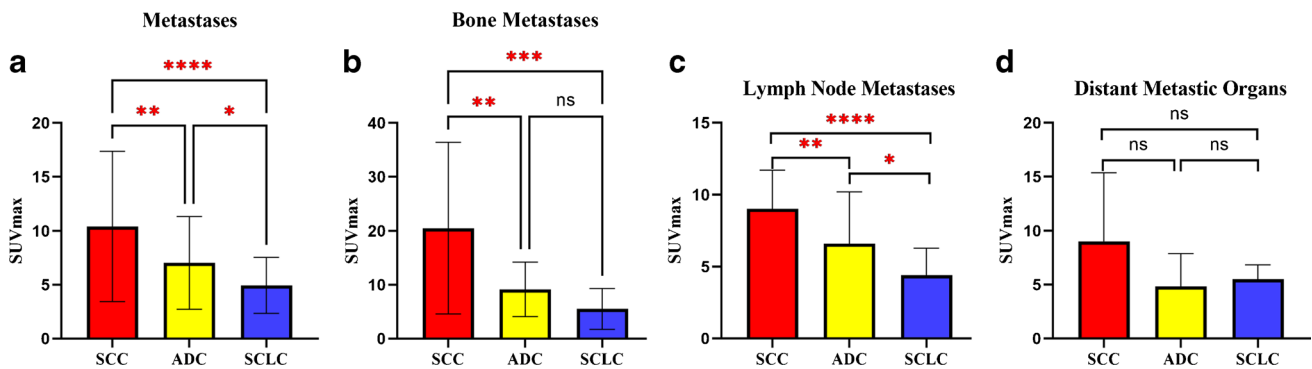 Metastases
a
****
**
*
20
15
10
5
0
SUVmax
SCC
ADC
SCLC
Bone Metastases
b
***
**
ns
40
30
20
10
0
SUVmax
SCC
ADC
SCLC
c
Lymph Node Metastases
****
**
*
15
10
5
0
SUVmax
SCC
ADC
SCLC
d
Distant Metastic Organs
ns
ns
ns
20
15
10
5
0
SUVmax
SCC
ADC
SCLC